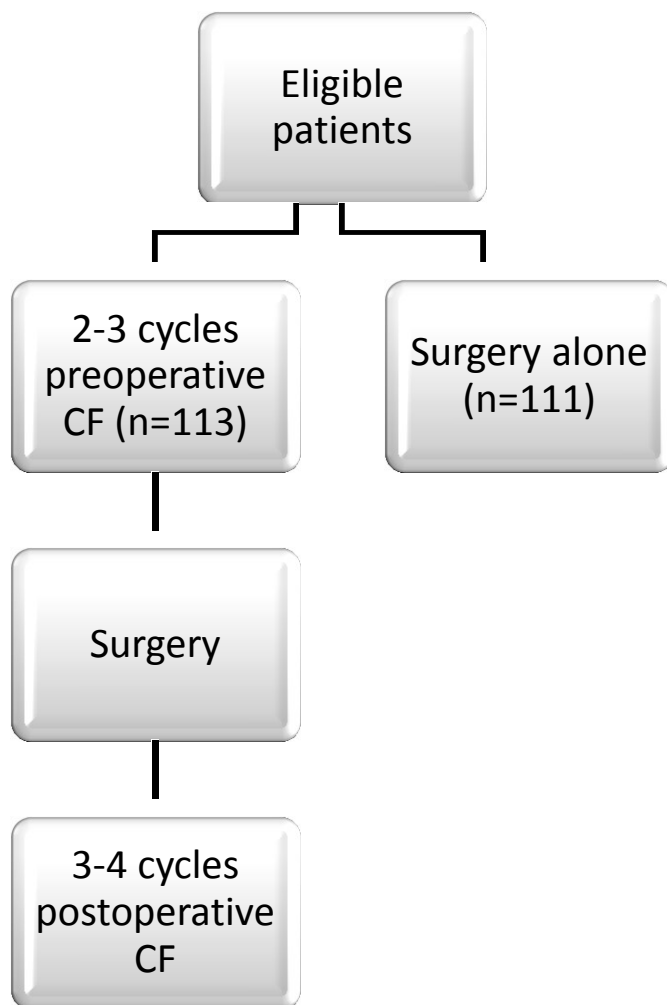 Eligible
patients
2-3 cycles
preoperative
CF (n=113)
Surgery alone
(n=111)
Surgery
3-4 cycles
postoperative
CF